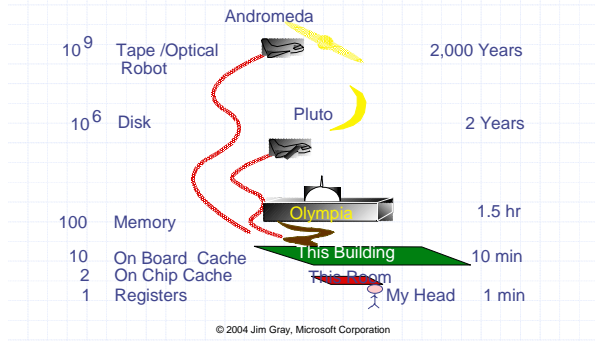 Andromeda
10⁹ Tape /Optical Robot 2,000 Years
10⁶ Disk Pluto 2 Years
100 Memory Olympia 1.5 hr
10 On Board Cache This Building 10 min
2 On Chip Cache This Room
1 Registers My Head 1 min
© 2004 Jim Gray, Microsoft Corporation